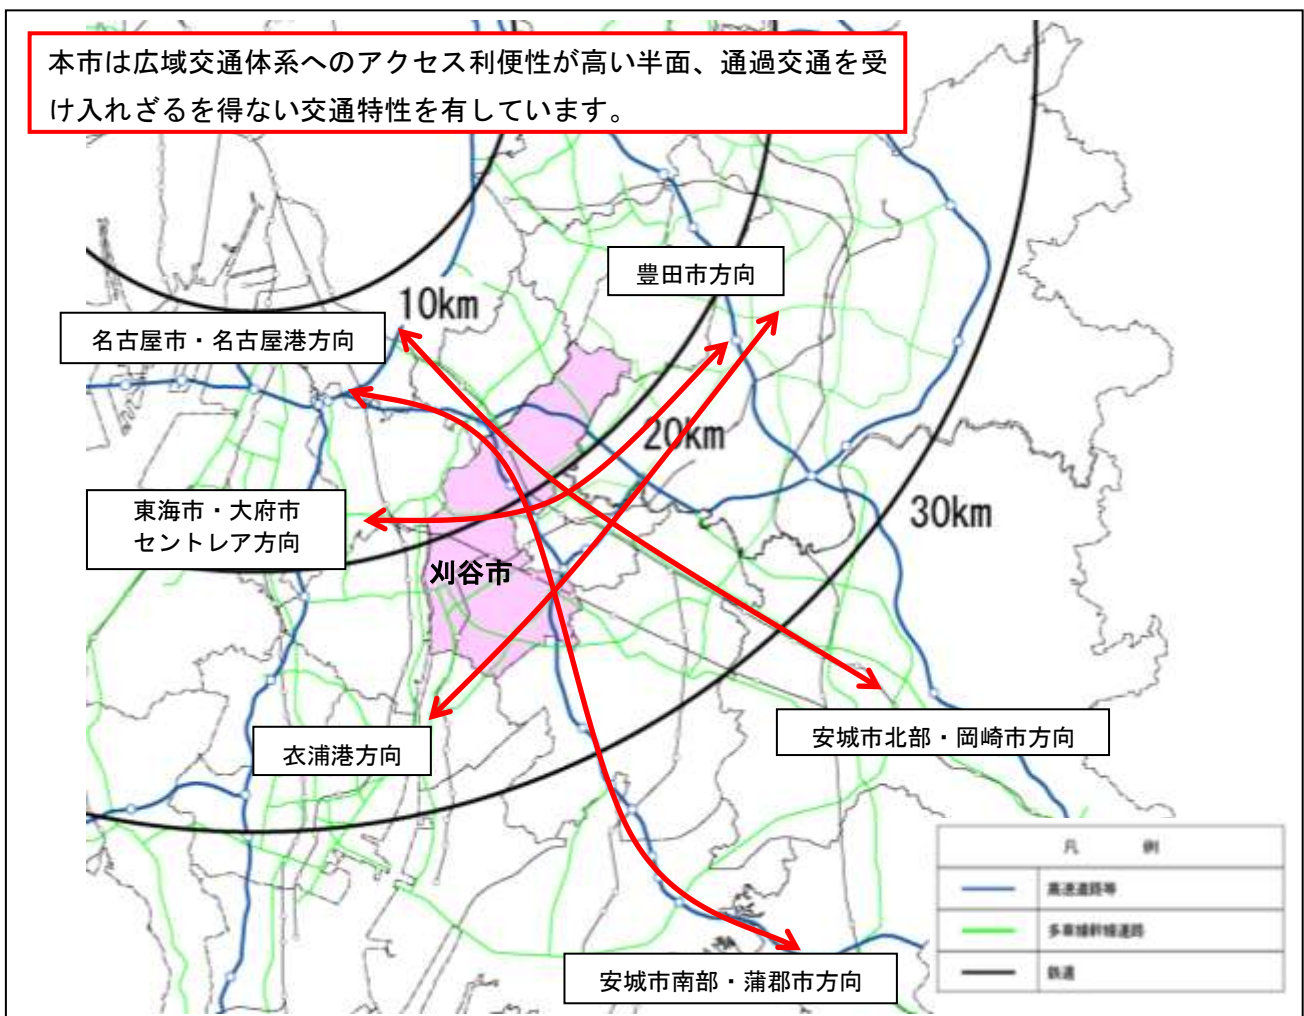 本市は広域交通体系へのアクセス利便性が高い半面、通過交通を受
け入れざるを得ない交通特性を有しています。
豊田市方向
10km
名古屋市・名古屋港方向
20km
東海市・大府市
セントレア方向
30km
刈谷市
衣浦港方向
安城市北部・岡崎市方向
凡 例
高速道路等
多車線幹線道路
鉄道
安城市南部・蒲郡市方向